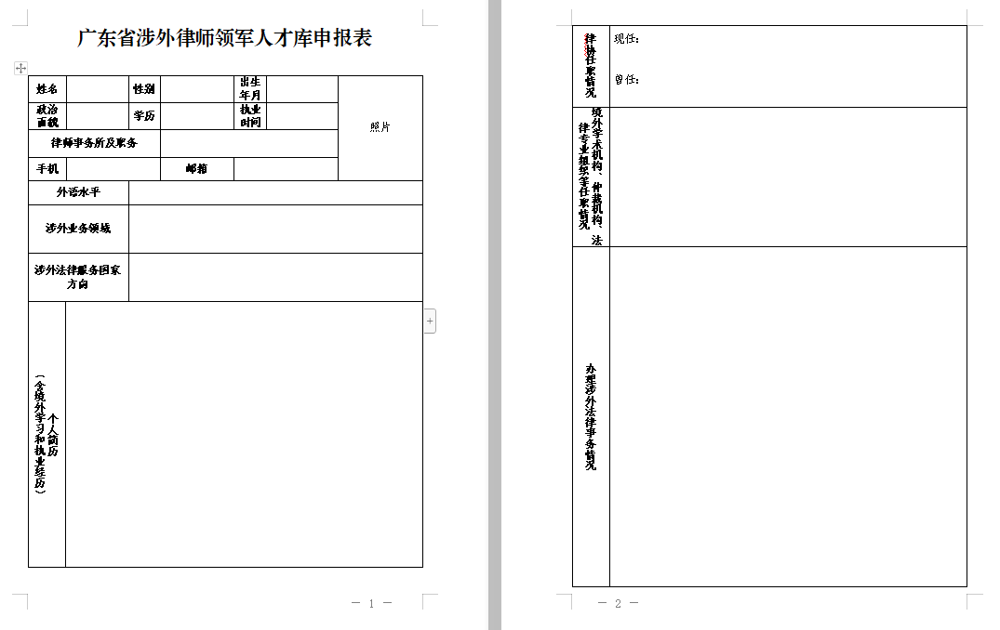 广东省涉外律师领军人才库申报表
姓名
性别
出生
年月
照片
政治
面貌
学历
执业
时间
律师事务所及职务
手机
邮箱
外语水平
涉外业务领域
涉外法律服务国家
方向
个人简历
（含境外学习和执业经历）
— 1 —
律协任职情况
现任：
曾任：
境外学术机构、仲裁机构、法
律专业组织等任职情况
办理涉外法律事务情况
— 2 —